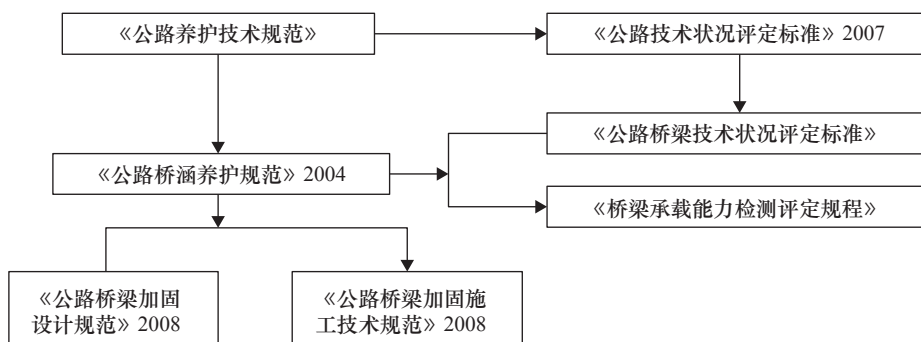 《公路养护技术规范》
《公路技术状况评定标准》2007
《公路桥梁技术状况评定标准》
《公路桥涵养护规范》2004
《桥梁承载能力检测评定规程》
《公路桥梁加固
设计规范》2008
《公路桥梁加固施
工技术规范》2008